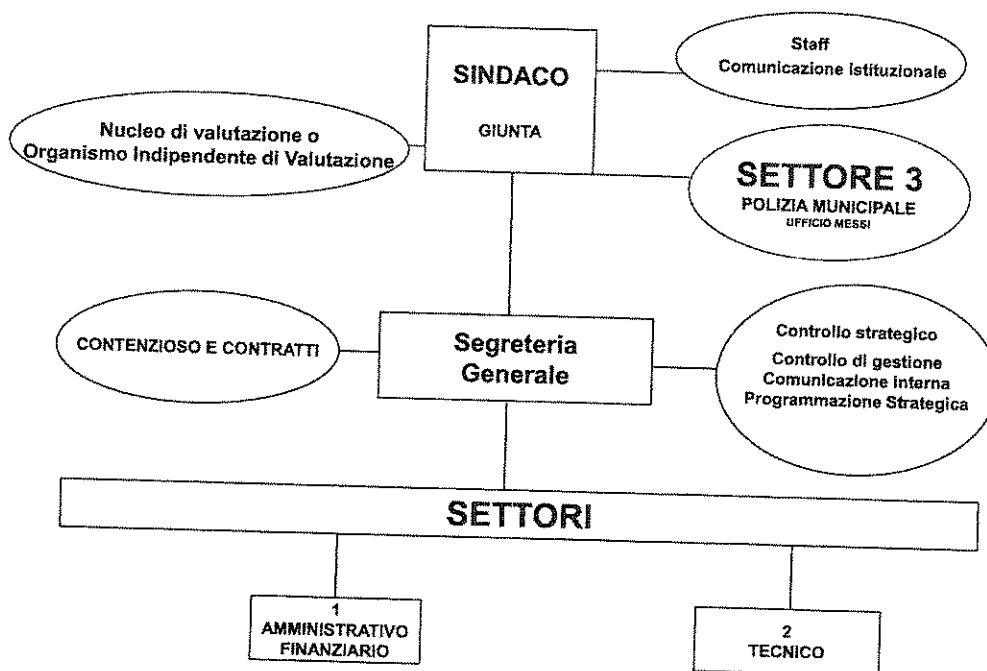 Staff
Comunicazione istituzionale
SINDACO
GIUNTA
Nucleo di valutazione o
Organismo Indipendente di Valutazione
SETTORE 3
POLIZIA MUNICIPALE
UFFICIO MESSI
CONTENZIOSO E CONTRATTI
Segreteria
Generale
Controllo strategico
Controllo di gestione
Comunicazione interna
Programmazione Strategica
SETTORI
1
AMMINISTRATIVO
FINANZIARIO
2
TECNICO